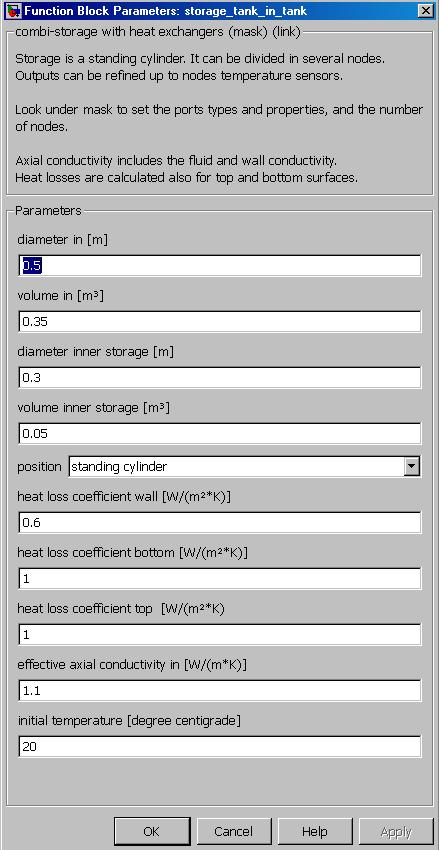 Function Block Parameters: storage_tank_in_tank
combi-storage with heat exchangers (mask) (link)
Storage is a standing cylinder. It can be divided in several nodes.
Outputs can be refined up to nodes temperature sensors.
Look under mask to set the ports types and properties, and the number
of nodes.
Axial conductivity includes the fluid and wall conductivity.
Heat losses are calculated also for top and bottom surfaces.
Parameters
diameter in [m]
0.5
volume in [m³]
0.35
diameter inner storage [m]
0.3
volume inner storage [m³]
0.05
position standing cylinder
heat loss coefficient wall [W/(m²*K)]
0.6
heat loss coefficient bottom [W/(m²*K)]
1
heat loss coefficient top  [W/(m²*K)
1
effective axial conductivity in [W/(m*K)]
1.1
initial temperature [degree centigrade]
20
OK Cancel Help Apply